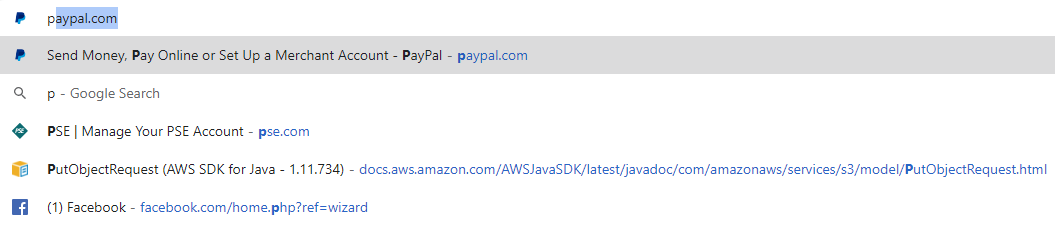 paypal.com
Send Money, Pay Online or Set Up a Merchant Account - PayPal - paypal.com
p - Google Search
PSE PSE | Manage Your PSE Account - pse.com
PutObjectRequest (AWS SDK for Java - 1.11.734) - docs.aws.amazon.com/AWSJavaSDK/latest/javadoc/com/amazonaws/services/s3/model/PutObjectRequest.html
(1) Facebook - facebook.com/home.php?ref=wizard